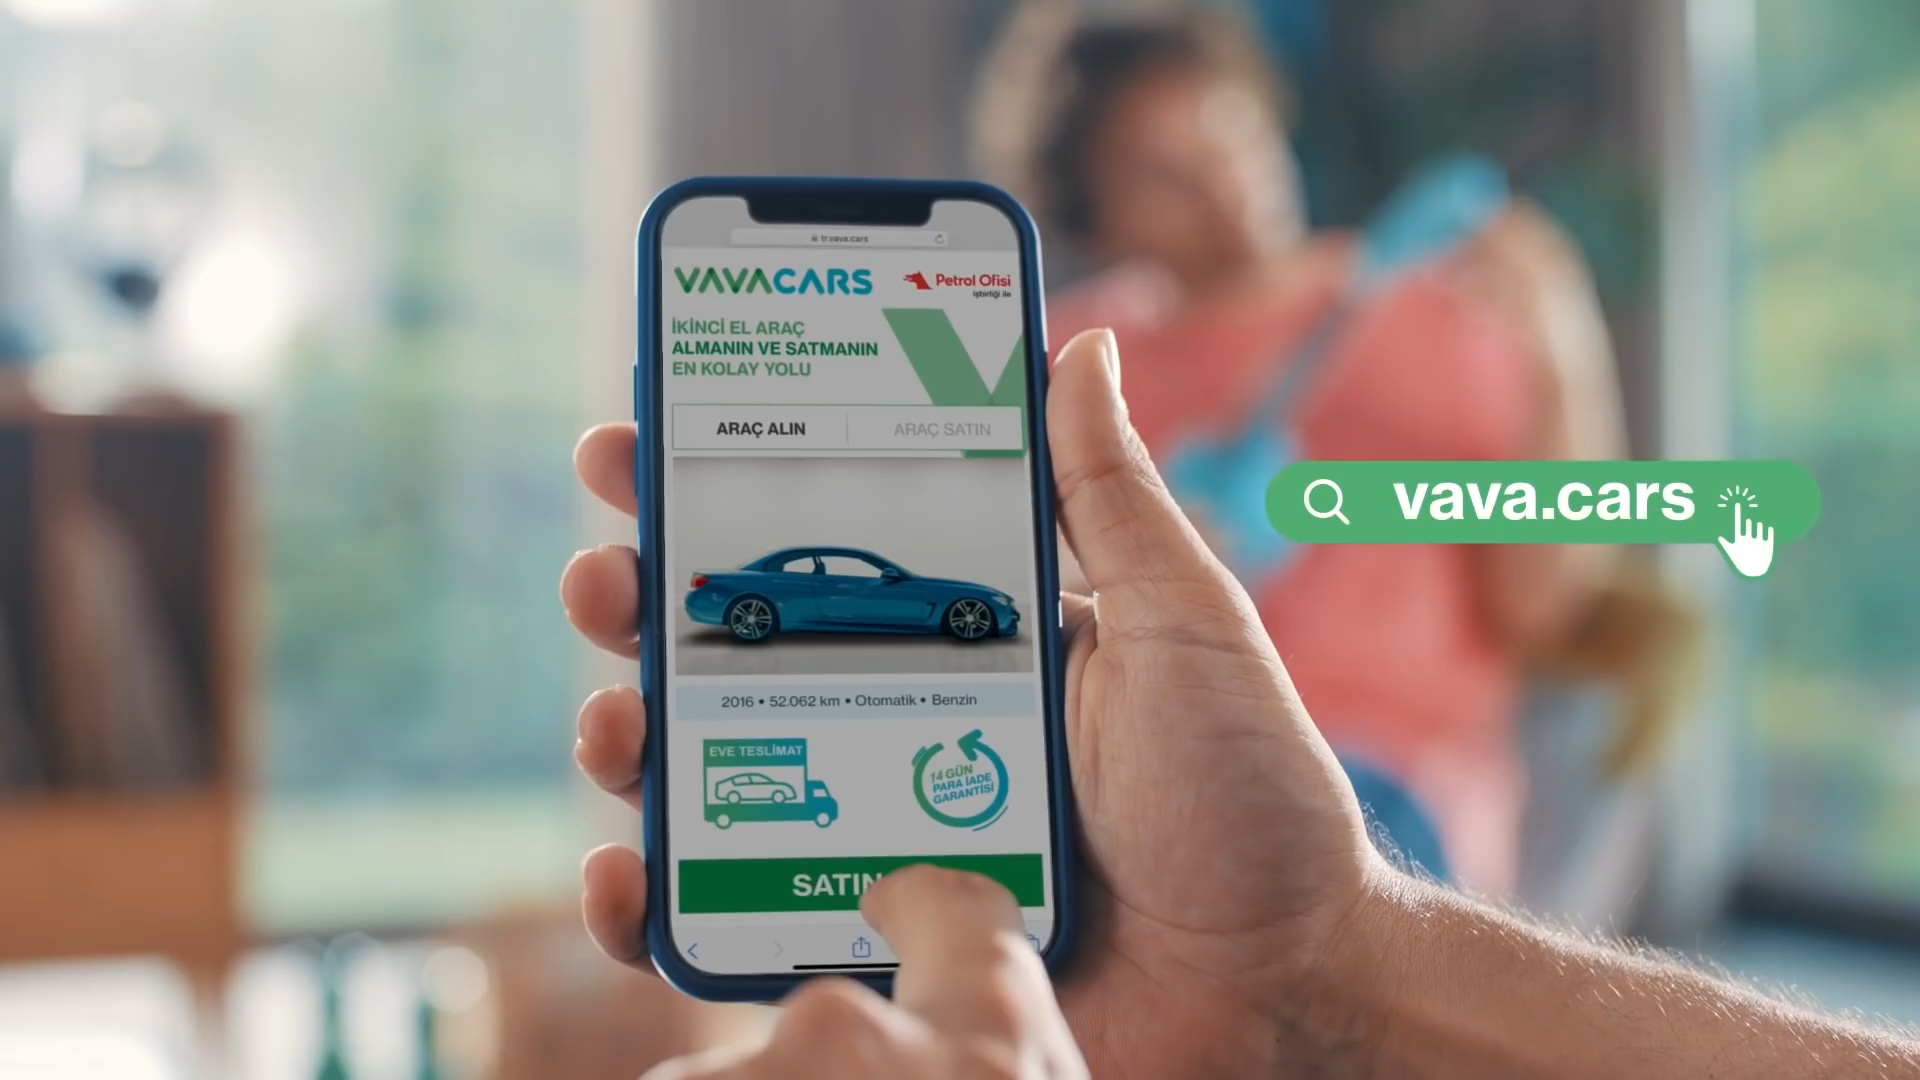 tr.vava.cars
VAVACARS
Petrol Ofisi
işbirliği ile
İKİNCİ EL ARAÇ
ALMANIN VE SATMANIN
EN KOLAY YOLU
ARAÇ ALIN
ARAÇ SATIN
2016 • 52.062 km • Otomatik • Benzin
EVE TESLİMAT
14 GÜN
PARA İADE
GARANTİSİ
SATIN
vava.cars